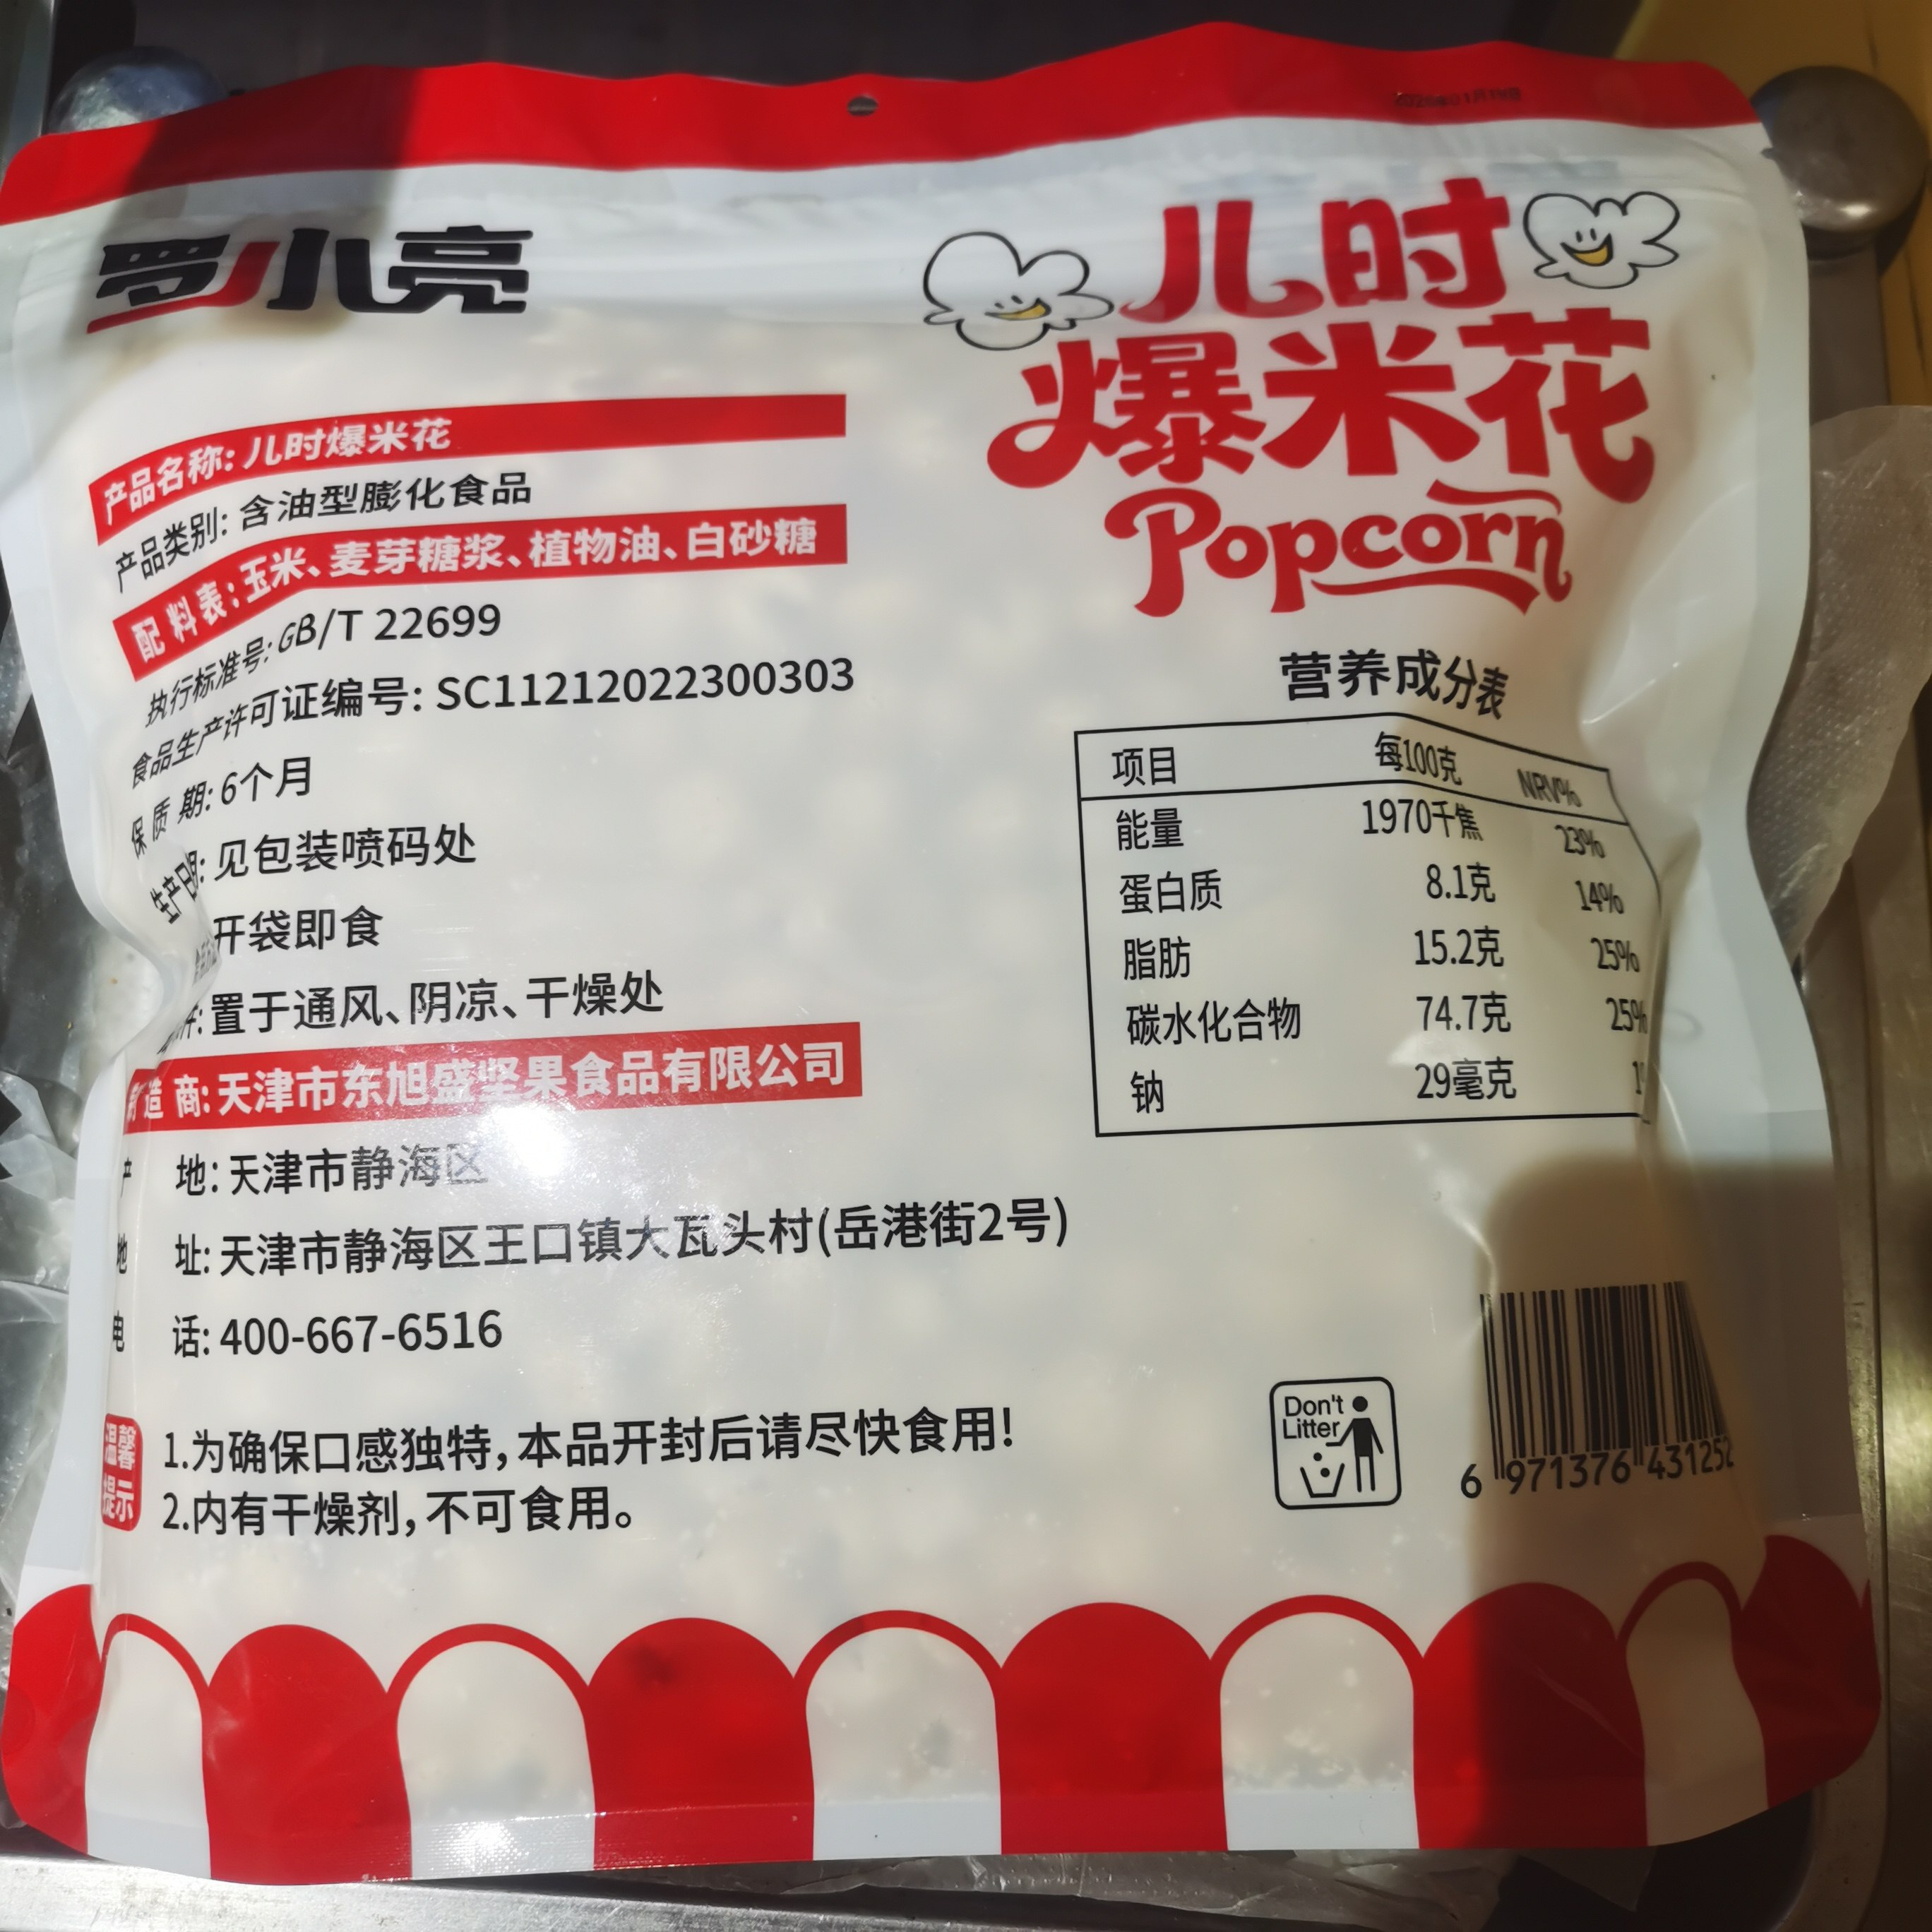 罗小亮
儿时
爆米花
Popcorn
产品名称: 儿时爆米花
产品类别: 含油型膨化食品
配料表: 玉米、麦芽糖浆、植物油、白砂糖
执行标准号: GB/T 22699
食品生产许可证编号: SC11212022300303
保质期: 6个月
生产日期: 见包装喷码处
开袋即食
件: 置于通风、阴凉、干燥处
制造商: 天津市东旭盛坚果食品有限公司
产地: 天津市静海区
地址: 天津市静海区王口镇大瓦头村(岳港街2号)
电话: 400-667-6516
温馨提示
1.为确保口感独特,本品开封后请尽快食用!
2.内有干燥剂,不可食用。
营养成分表
项目 每100克 NRV%
能量 1970千焦 23%
蛋白质 8.1克 14%
脂肪 15.2克 25%
碳水化合物 74.7克 25%
钠 29毫克
Don't
Litter
6 971376 431252